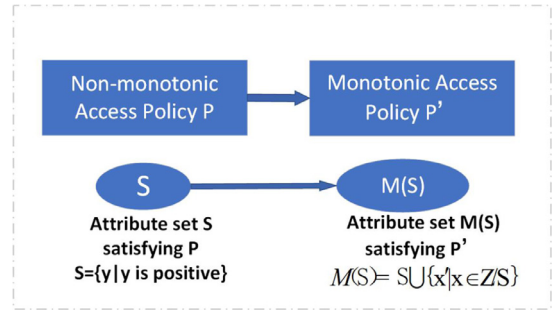 Non-monotonic
Access Policy P
Monotonic Access
Policy P'
S
M(S)
Attribute set S
satisfying P
S={y|y is positive}
Attribute set M(S)
satisfying P'
M(S)= S⋃{x'|x∈Z/S}